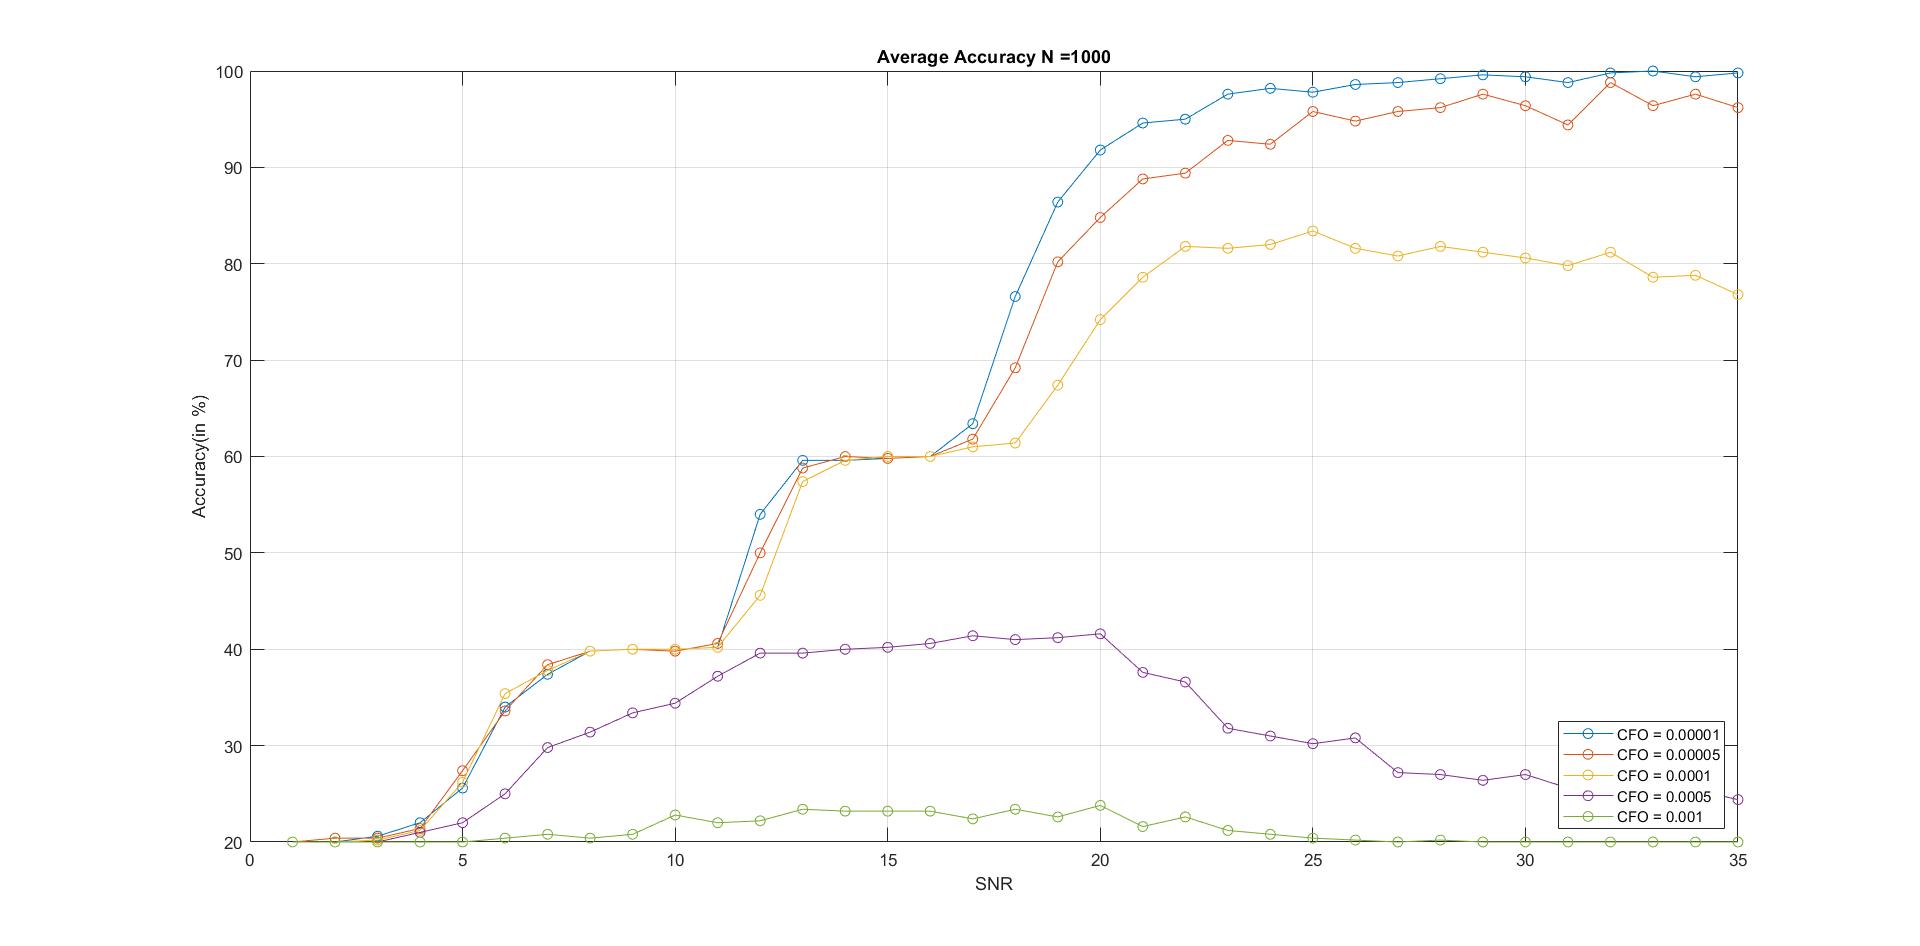 Average Accuracy N =1000
100
90
80
70
60
50
40
30
20
Accuracy(in %)
0 5 10 15 20 25 30 35
SNR
CFO = 0.00001
CFO = 0.00005
CFO = 0.0001
CFO = 0.0005
CFO = 0.001